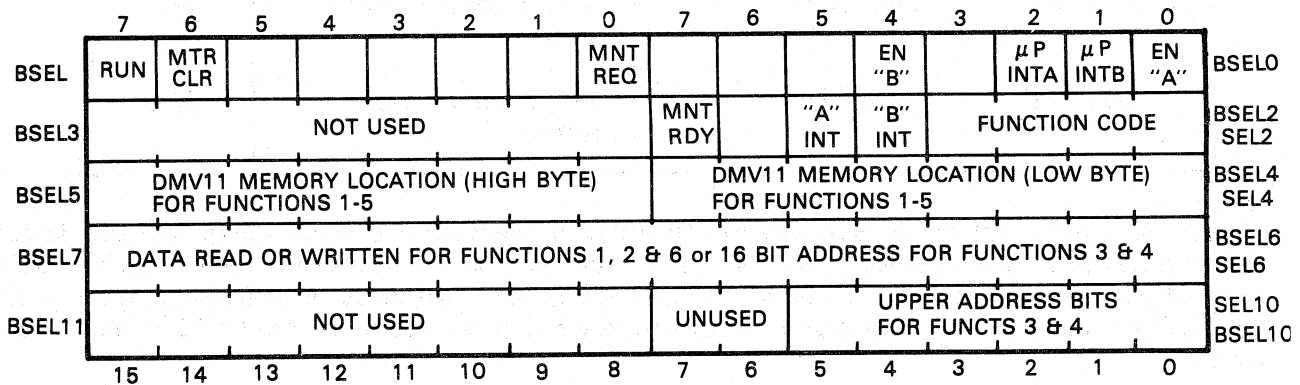 7 6 5 4 3 2 1 0 7 6 5 4 3 2 1 0
BSEL RUN MTR CLR MNT REQ EN "B" μP INTA μP INTB EN "A" BSEL0
BSEL3 NOT USED MNT RDY "A" INT "B" INT FUNCTION CODE BSEL2 SEL2
BSEL5 DMV11 MEMORY LOCATION (HIGH BYTE) FOR FUNCTIONS 1-5 DMV11 MEMORY LOCATION (LOW BYTE) FOR FUNCTIONS 1-5 BSEL4 SEL4
BSEL7 DATA READ OR WRITTEN FOR FUNCTIONS 1, 2 & 6 or 16 BIT ADDRESS FOR FUNCTIONS 3 & 4 BSEL6 SEL6
BSEL11 NOT USED UNUSED UPPER ADDRESS BITS FOR FUNCTS 3 & 4 SEL10 BSEL10
15 14 13 12 11 10 9 8 7 6 5 4 3 2 1 0